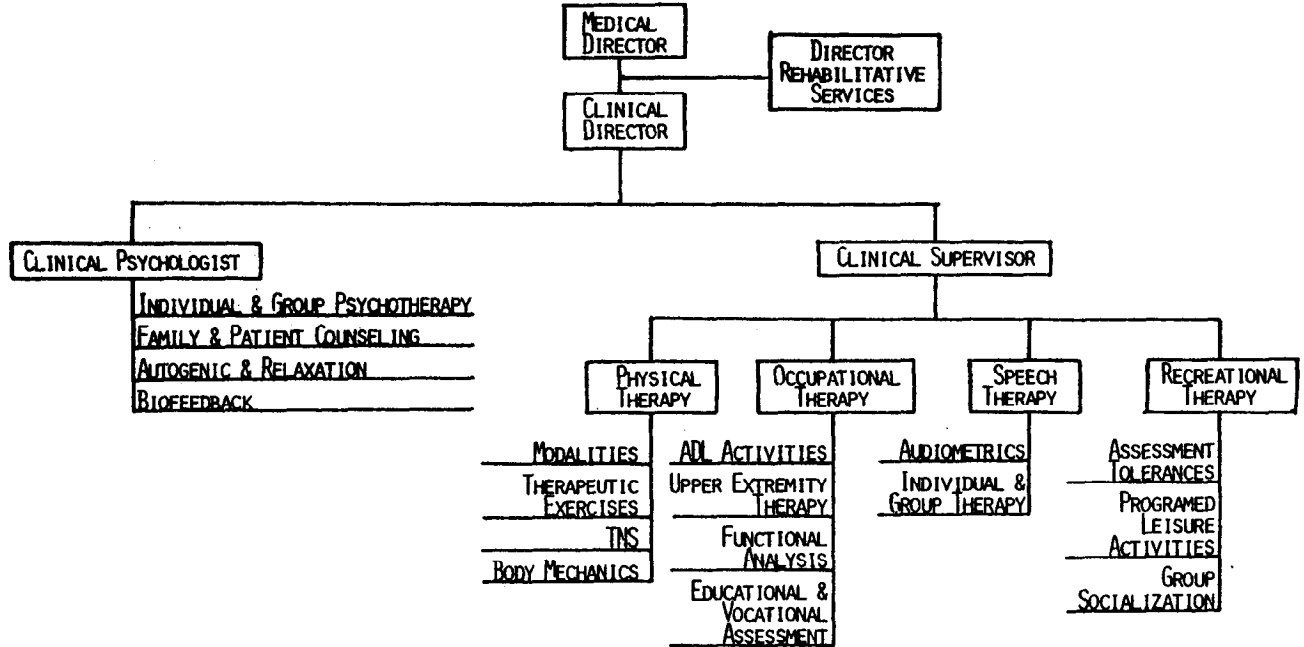 MEDICAL
DIRECTOR
DIRECTOR
REHABILITATIVE
SERVICES
CLINICAL
DIRECTOR
CLINICAL PSYCHOLOGIST
INDIVIDUAL & GROUP PSYCHOTHERAPY
FAMILY & PATIENT COUNSELING
AUTOGENIC & RELAXATION
BIOFEEDBACK
CLINICAL SUPERVISOR
PHYSICAL
THERAPY
MODALITIES
THERAPEUTIC
EXERCISES
TNS
BODY MECHANICS
OCCUPATIONAL
THERAPY
ADL ACTIVITIES
UPPER EXTREMITY
THERAPY
FUNCTIONAL
ANALYSIS
EDUCATIONAL &
VOCATIONAL
ASSESSMENT
SPEECH
THERAPY
AUDIOMETRICS
INDIVIDUAL &
GROUP THERAPY
RECREATIONAL
THERAPY
ASSESSMENT
TOLERANCES
PROGRAMED
LEISURE
ACTIVITIES
GROUP
SOCIALIZATION